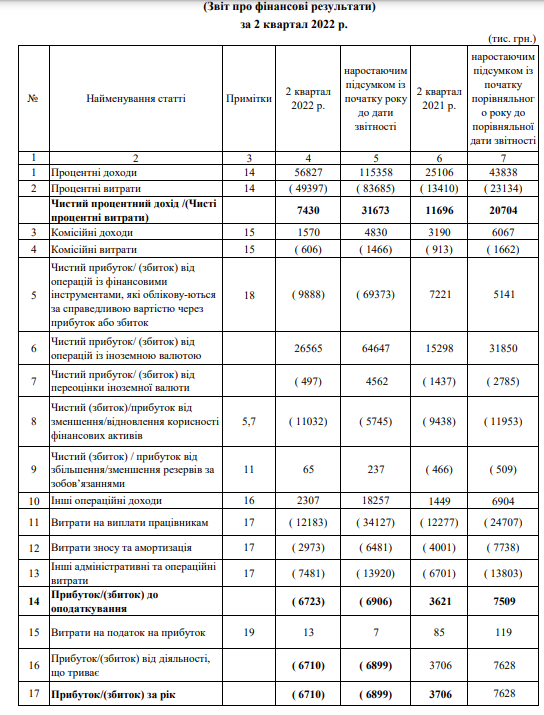 (Звіт про фінансові результати)
за 2 квартал 2022 р.
(тис. грн.)
№ Найменування статті Примітки 2 квартал 2022 р. наростаючим підсумком із початку року до дати звітності 2 квартал 2021 р. наростаючим підсумком із початку порівняльног о року до порівняльної дати звітності
1 2 3 4 5 6 7
1 Процентні доходи 14 56827 115358 25106 43838
2 Процентні витрати 14 ( 49397) ( 83685) ( 13410) ( 23134)
Чистий процентний дохід /(Чисті
процентні витрати) 7430 31673 11696 20704
3 Комісійні доходи 15 1570 4830 3190 6067
4 Комісійні витрати 15 ( 606) ( 1466) ( 913) ( 1662)
Чистий прибуток/ (збиток) від
операцій із фінансовими
5 інструментами, які обліково-ються 18 ( 9888) ( 69373) 7221 5141
за справедливою вартістю через
прибуток або збиток
Чистий прибуток/ (збиток) від
6 операцій із іноземною валютою 26565 64647 15298 31850
Чистий прибуток/ (збиток) від
7 переоцінки іноземної валюти ( 497) 4562 ( 1437) ( 2785)
Чистий (збиток)/прибуток від
8 зменшення/відновлення корисності 5,7 ( 11032) ( 5745) ( 9438) ( 11953)
фінансових активів
Чистий (збиток) / прибуток від
9 збільшення/зменшення резервів за 11 65 237 ( 466) ( 509)
зобов’язаннями
10 Інші операційні доходи 16 2307 18257 1449 6904
11 Витрати на виплати працівникам 17 ( 12183) ( 34127) ( 12277) ( 24707)
12 Витрати зносу та амортизація 17 ( 2973) ( 6481) ( 4001) ( 7738)
13 Інші адміністративні та операційні 17 ( 7481) ( 13920) ( 6701) ( 13803)
витрати
14 Прибуток/(збиток) до ( 6723) ( 6906) 3621 7509
оподаткування
15 Витрати на податок на прибуток 19 13 7 85 119
16 Прибуток/(збиток) від діяльності, ( 6710) ( 6899) 3706 7628
що триває
17 Прибуток/(збиток) за рік ( 6710) ( 6899) 3706 7628